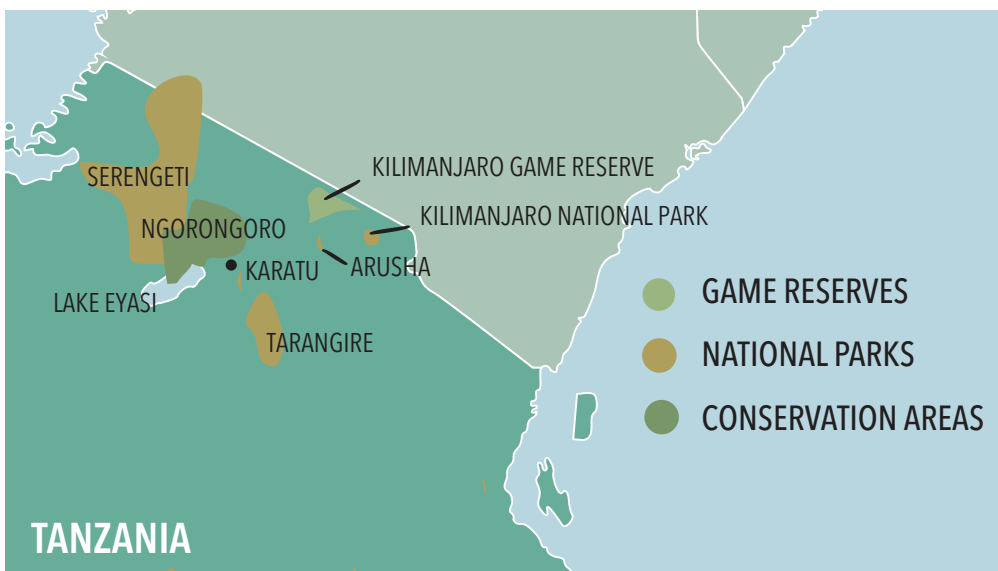 KILIMANJARO GAME RESERVE
SERENGETI
KILIMANJARO NATIONAL PARK
NGORONGORO
KARATU
ARUSHA
LAKE EYASI
TARANGIRE
GAME RESERVES
NATIONAL PARKS
CONSERVATION AREAS
TANZANIA